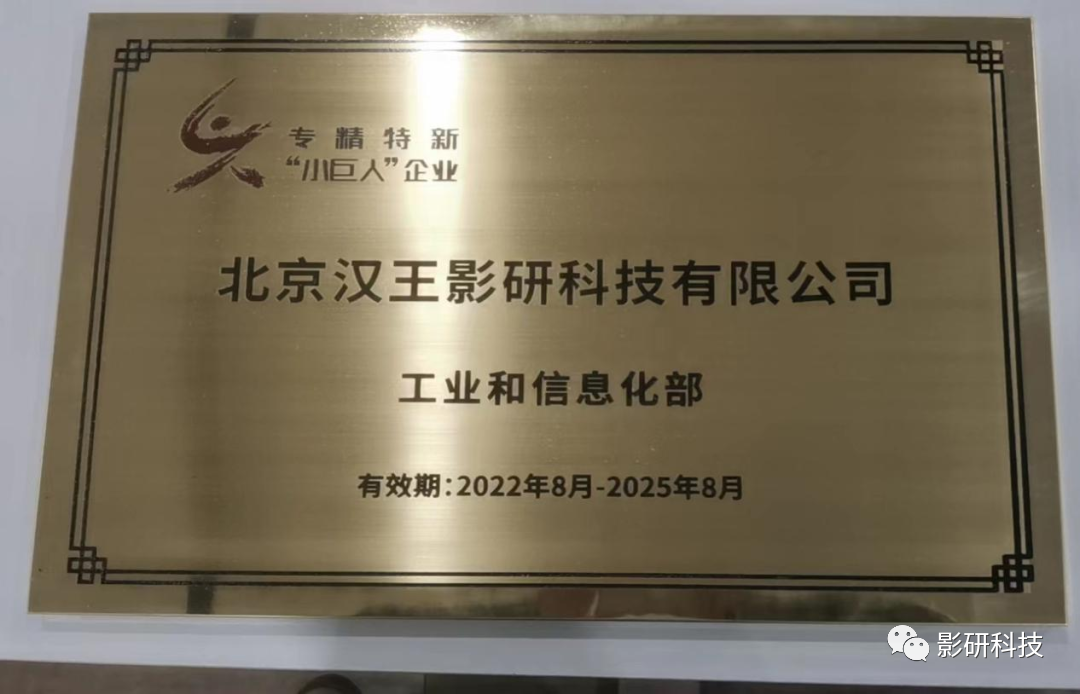 专精特新
“小巨人”企业
北京汉王影研科技有限公司
工业和信息化部
有效期:2022年8月-2025年8月
影研科技